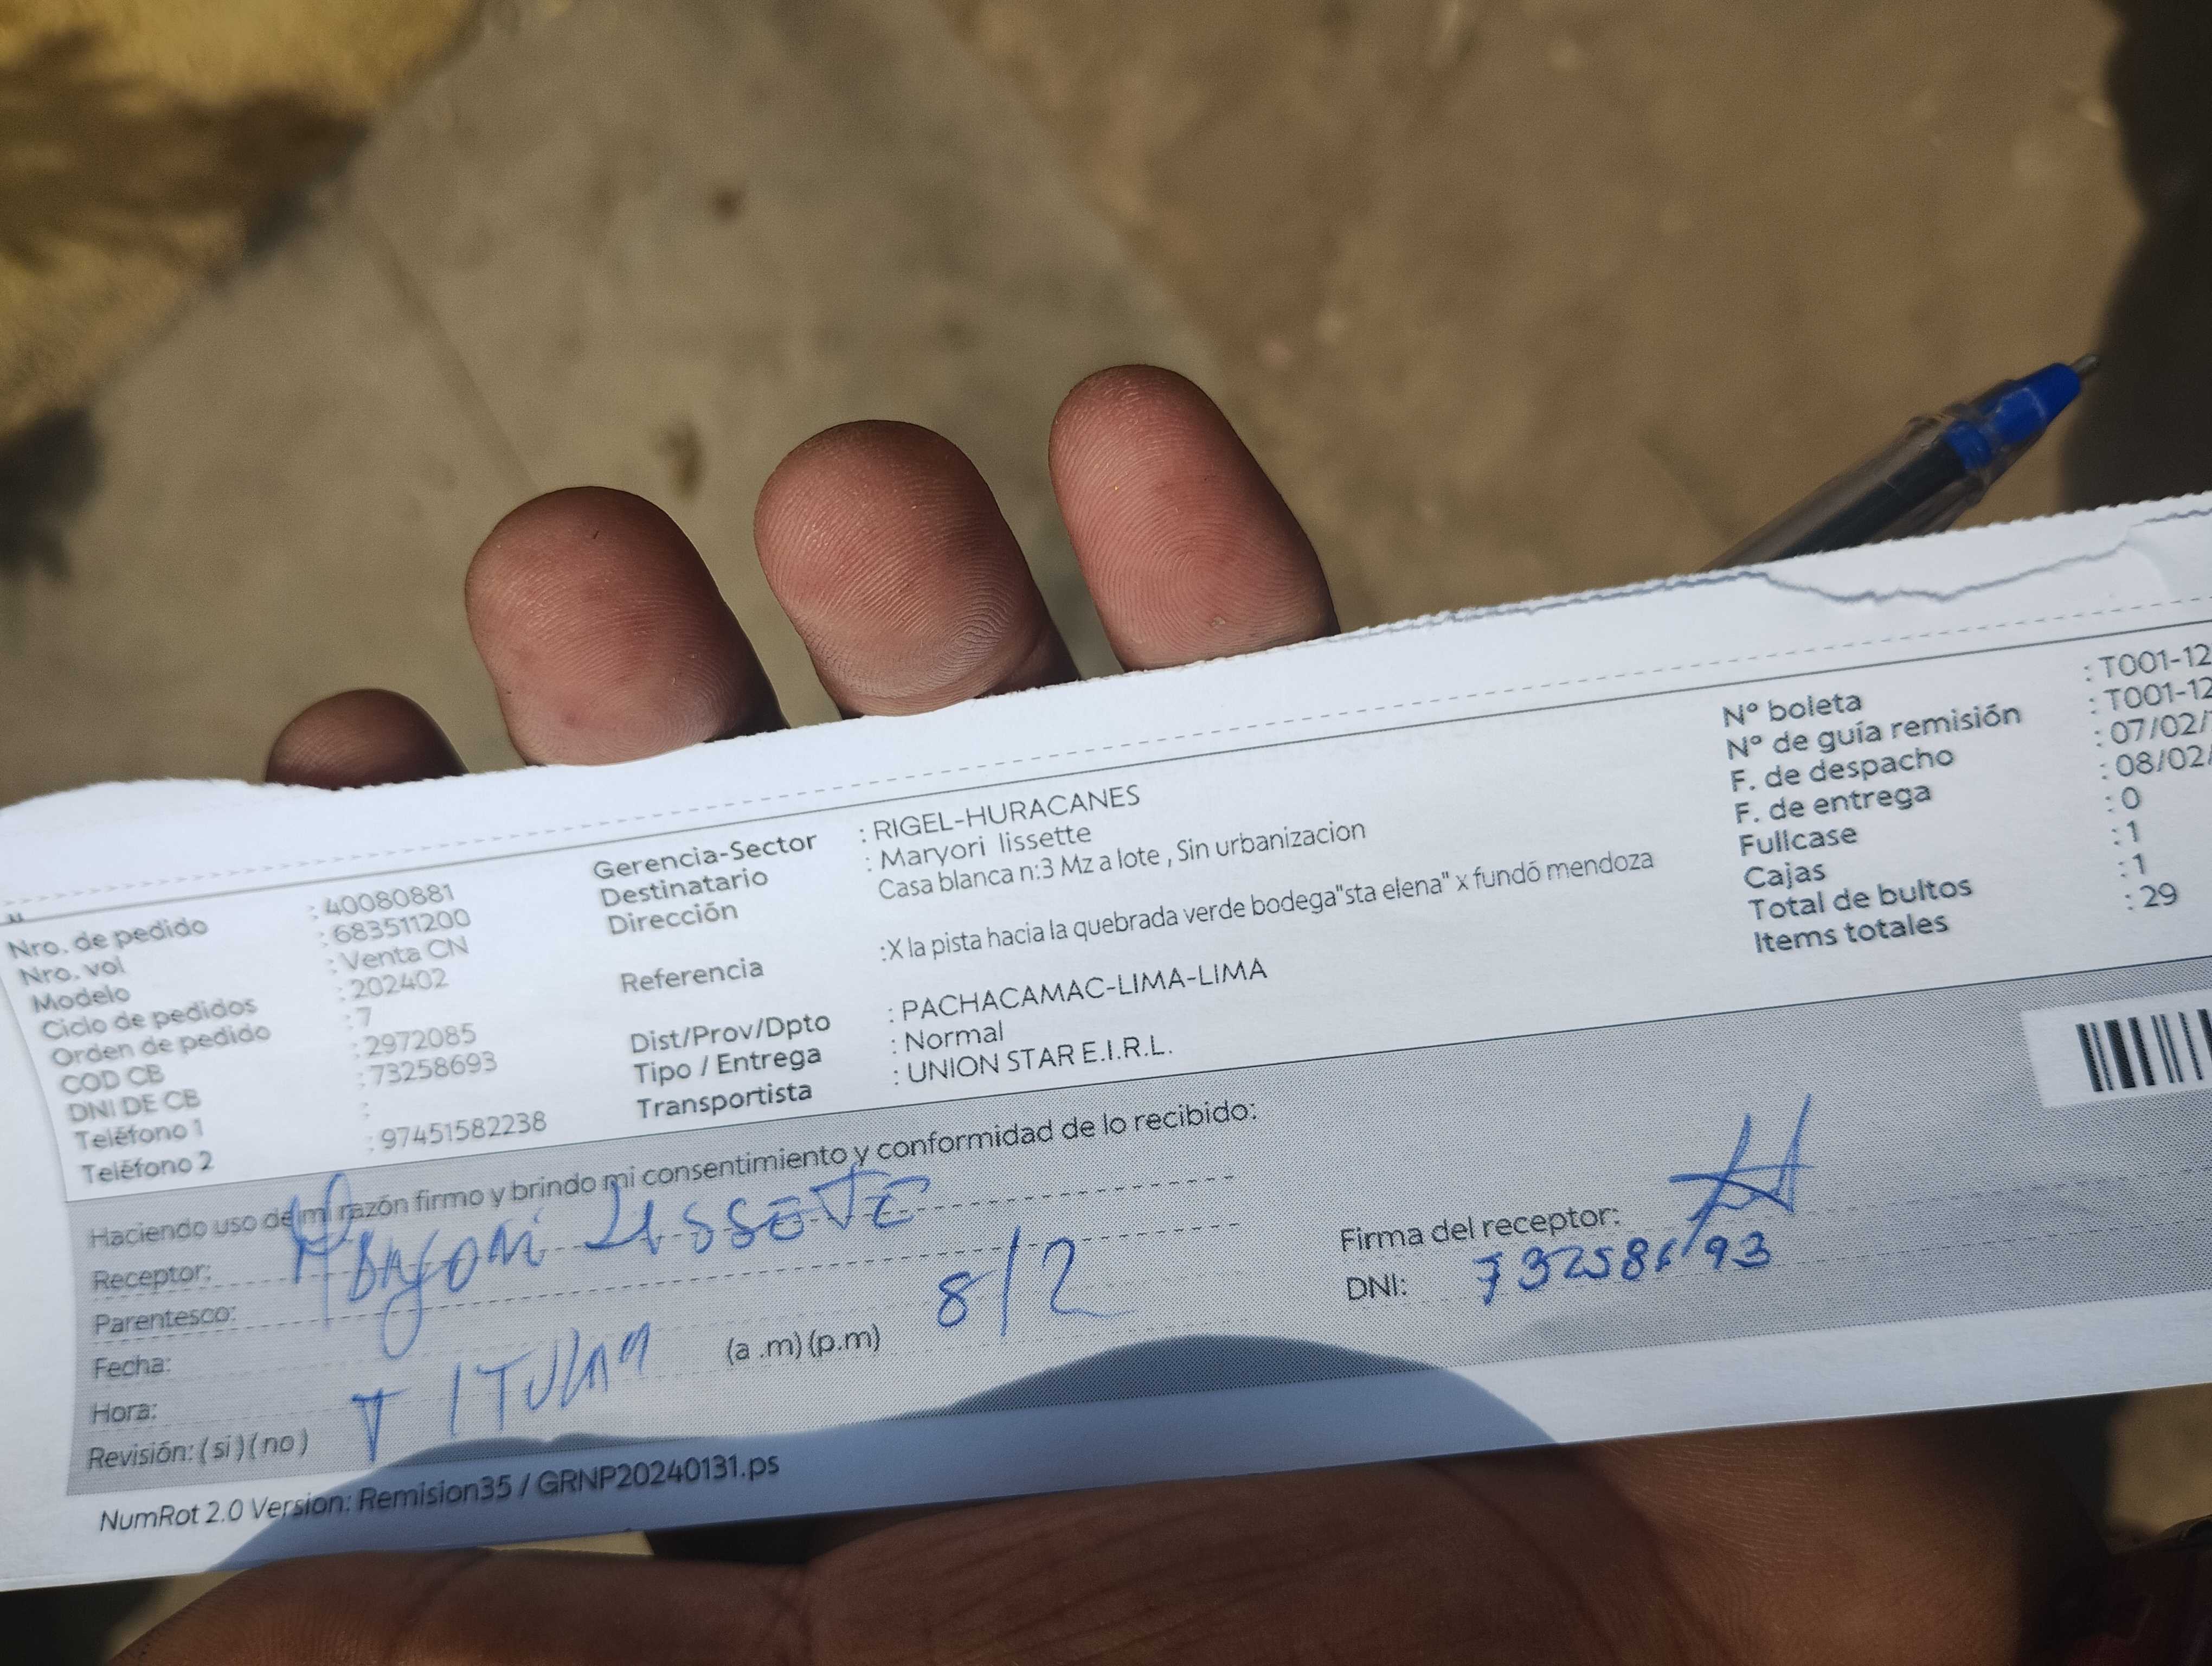 Nro. de pedido : 40080881
Nro. vol : 683511200
Modelo : Venta CN
Ciclo de pedidos : 202402
Orden de pedido : 7
COD CB : 2972085
DNI DE CB : 73258693
Teléfono 1 :
Teléfono 2 : 97451582238
Gerencia-Sector : RIGEL-HURACANES
Destinatario : Maryori lissette
Dirección Casa blanca n:3 Mz a lote , Sin urbanizacion
Referencia :X la pista hacia la quebrada verde bodega"sta elena" x fundó mendoza
Dist/Prov/Dpto : PACHACAMAC-LIMA-LIMA
Tipo / Entrega : Normal
Transportista : UNION STAR E.I.R.L.
N° boleta : T001-12
N° de guía remisión : T001-12
F. de despacho : 07/02/
F. de entrega : 08/02/
Fullcase : 0
Cajas : 1
Total de bultos : 1
Items totales : 29
Haciendo uso de mi razón firmo y brindo mi consentimiento y conformidad de lo recibido:
Receptor: LISSETE
Parentesco:
Fecha: 8/2
Hora: (a .m) (p.m)
Revisión: ( si ) ( no ) TITULAR
Firma del receptor:
DNI: 73258693
NumRot 2.0 Version: Remision35 / GRNP20240131.ps